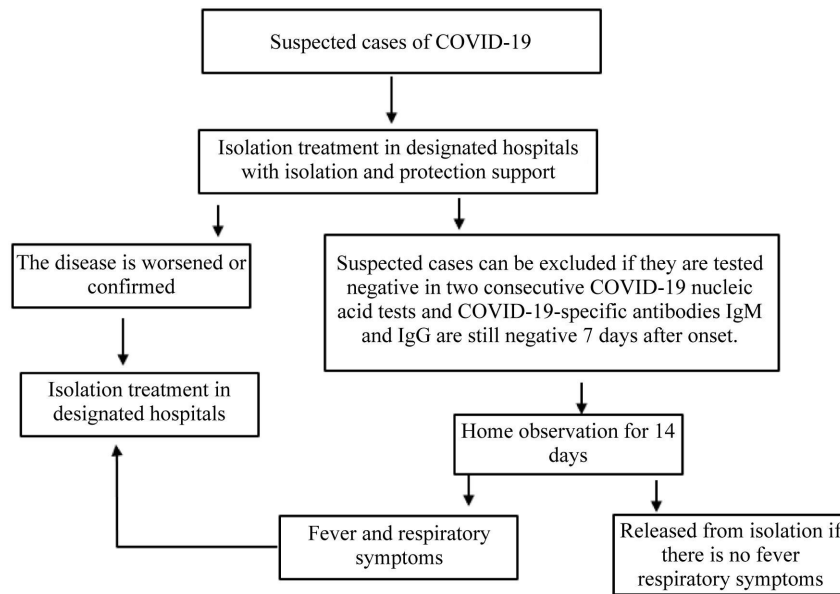 Suspected cases of COVID-19
Isolation treatment in designated hospitals
with isolation and protection support
The disease is worsened or
confirmed
Suspected cases can be excluded if they are tested
negative in two consecutive COVID-19 nucleic
acid tests and COVID-19-specific antibodies IgM
and IgG are still negative 7 days after onset.
Isolation treatment in
designated hospitals
Home observation for 14
days
Fever and respiratory
symptoms
Released from isolation if
there is no fever
respiratory symptoms